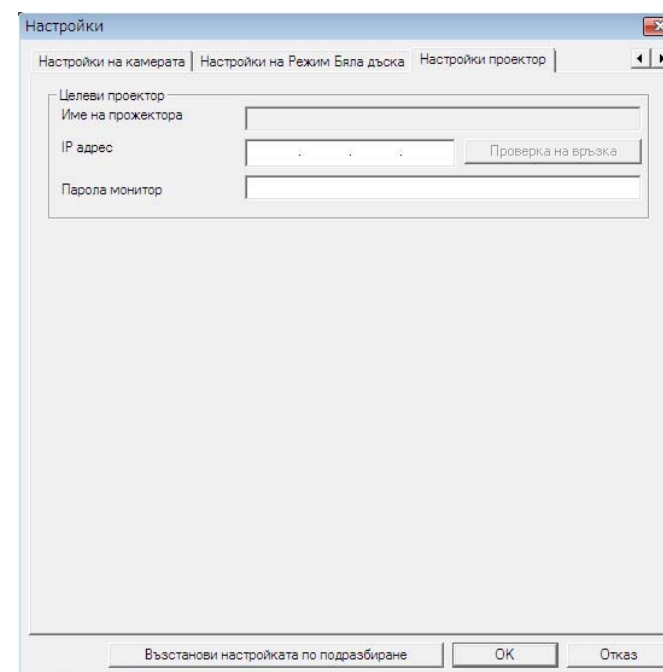 Настройки
Настройки на камерата Настройки на Режим Бяла дъска Настройки проектор
Целеви проектор
Име на прожектора
IP адрес . . . Проверка на връзка
Парола монитор
Възстанови настройката по подразбиране OK Отказ